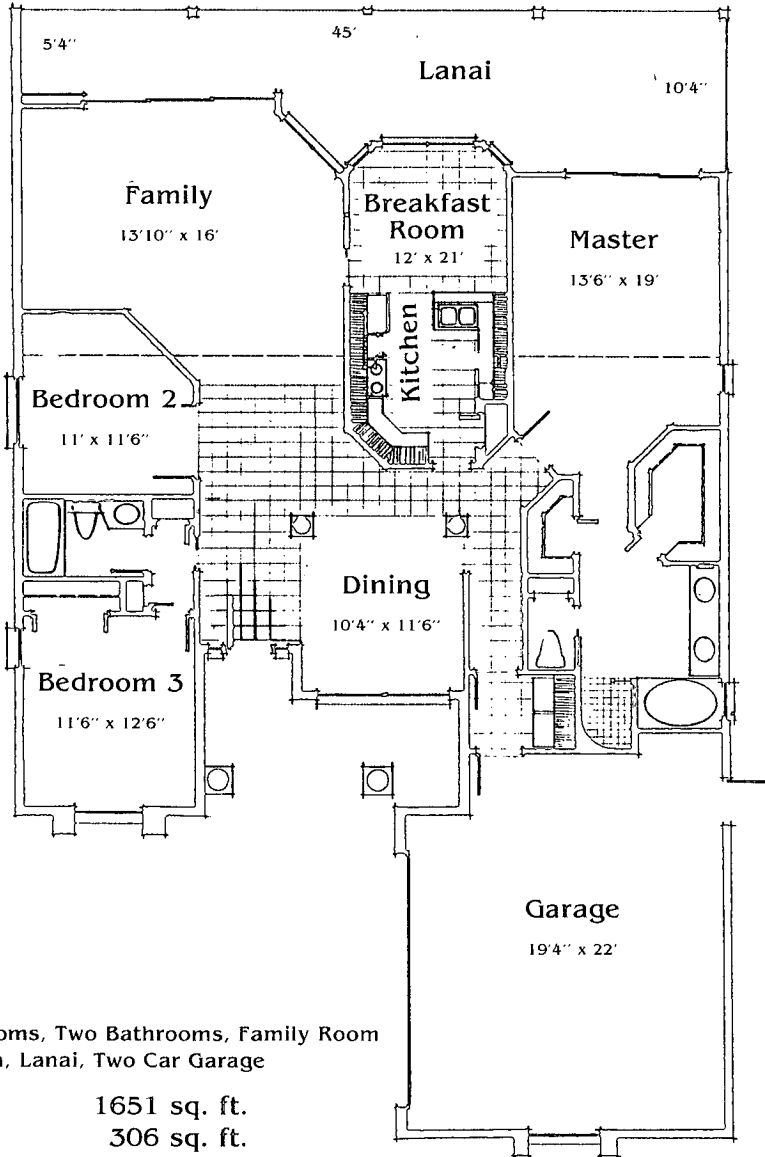 5'4"
45'
Lanai
10'4"
Family
13'10" x 16'
Breakfast
Room
12' x 21'
Master
13'6" x 19'
Kitchen
Bedroom 2
11' x 11'6"
Dining
10'4" x 11'6"
Bedroom 3
11'6" x 12'6"
Garage
19'4" x 22'
Two Bathrooms, Family Room
Lanai, Two Car Garage
1651 sq. ft.
306 sq. ft.